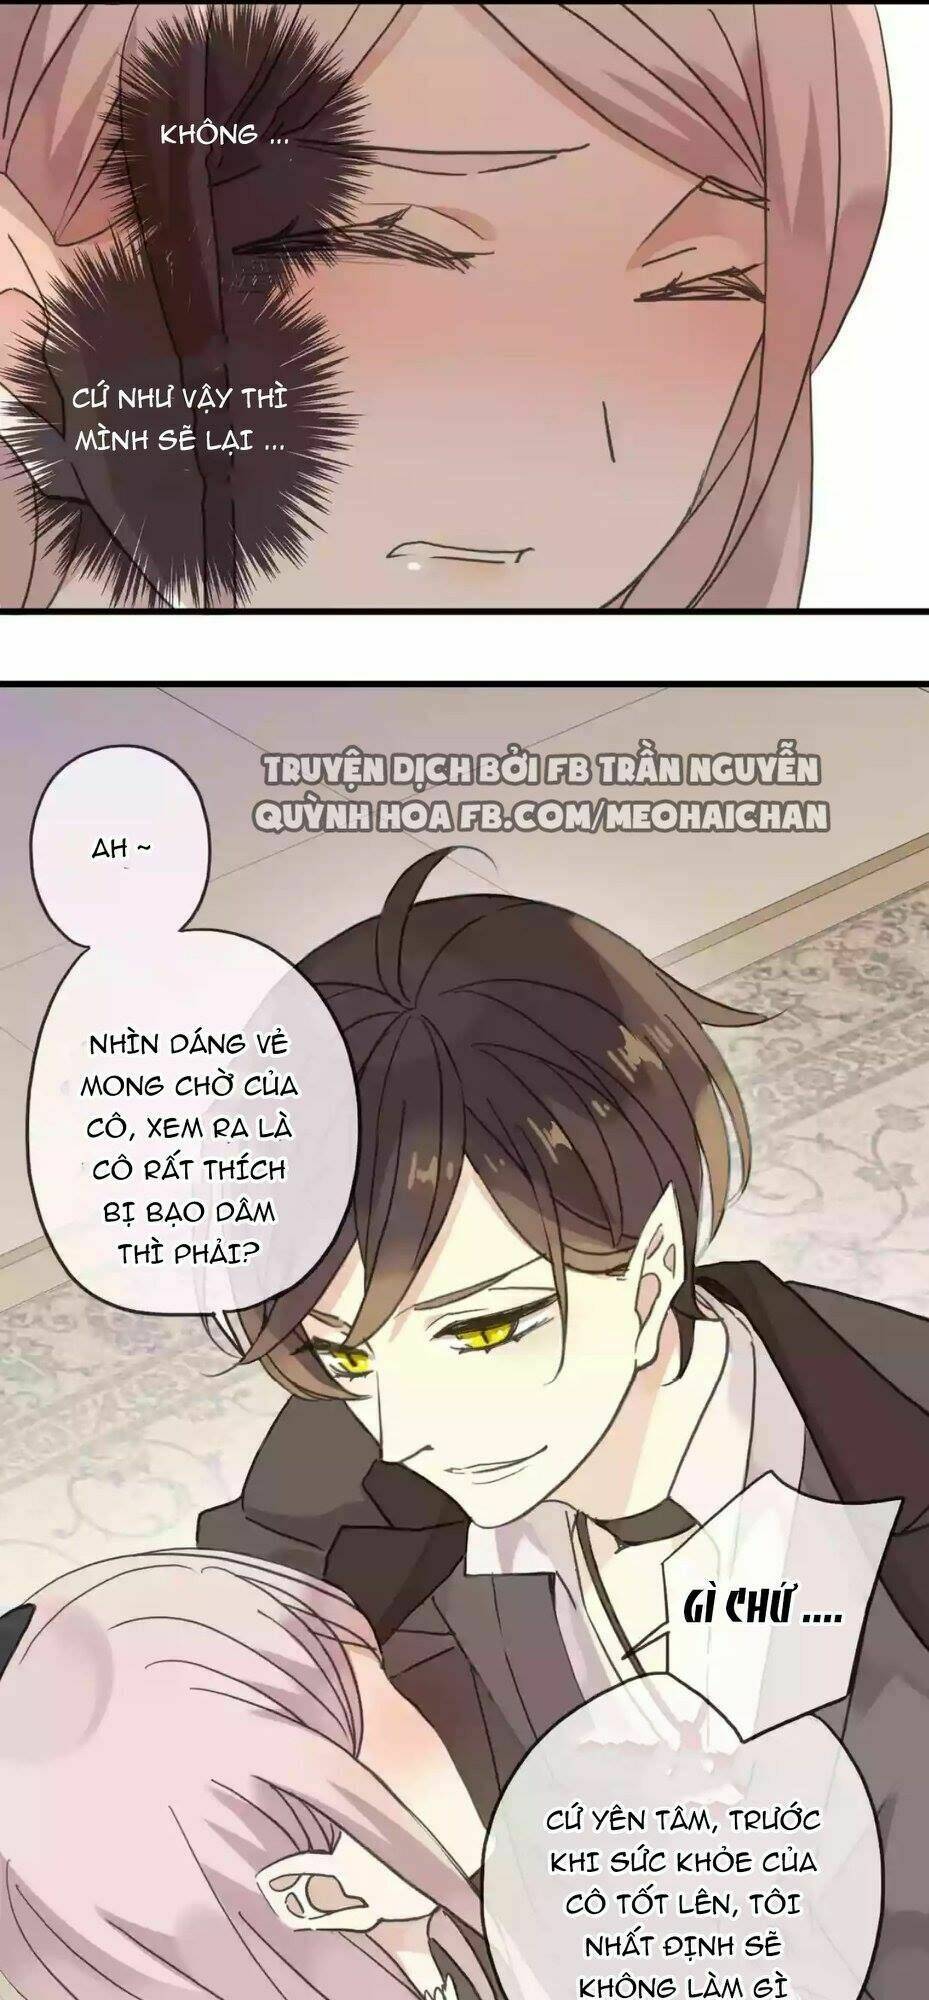 KHÔNG ...
CỨ NHƯ VẬY THÌ
MÌNH SẼ LẠI ...
TRUYỆN DỊCH BỞI FB TRẦN NGUYỄN
QUỲNH HOA FB.COM/MEOHAICHAN
AH ~
NHÌN DÁNG VẺ
MONG CHỜ CỦA
CÔ, XEM RA LÀ
CÔ RẤT THÍCH
BỊ BẠO DÂM
THÌ PHẢI?
GÌ CHỨ ....
CỨ YÊN TÂM, TRƯỚC
KHI SỨC KHỎE CỦA
CÔ TỐT LÊN, TÔI
NHẤT ĐỊNH SẼ
KHÔNG LÀM GÌ